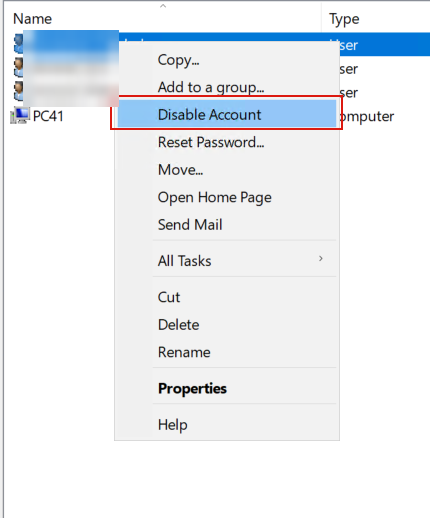 Name Type
User
Copy...
ser
Add to a group...
ser
Disable Account
PC41 omputer
Reset Password...
Move...
Open Home Page
Send Mail
All Tasks
Cut
Delete
Rename
Properties
Help